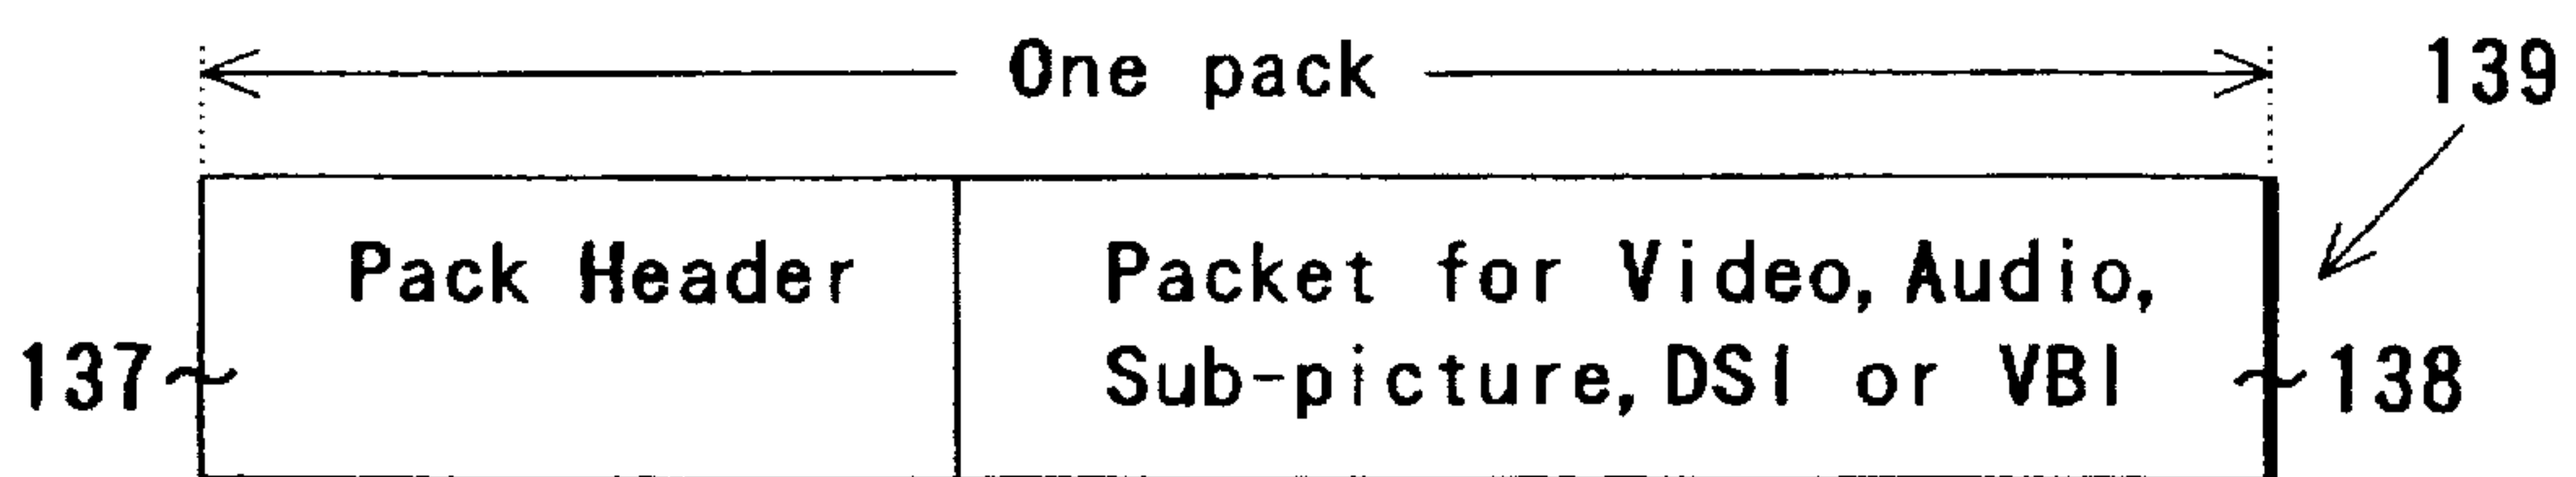 One pack
139
Pack Header
Packet for Video, Audio,
Sub-picture, DSI or VBI
137
138